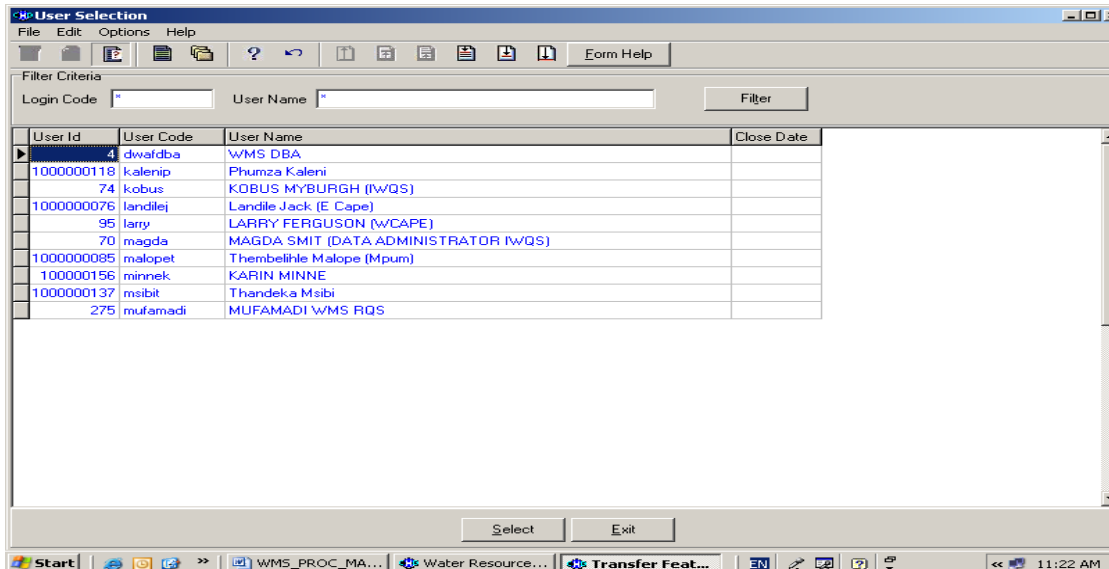 User Selection
File Edit Options Help
Form Help
Filter Criteria
Login Code * User Name * Filter
User Id User Code User Name Close Date
4 dwafdba WMS DBA
1000000118 kalenip Phumza Kaleni
74 kobus KOBUS MYBURGH (IWQS)
1000000076 landilej Landile Jack (E Cape)
95 larry LARRY FERGUSON (WCAPE)
70 magda MAGDA SMIT (DATA ADMINISTRATOR IWQS)
1000000085 malopet Thembelihle Malope (Mpum)
100000156 minnek KARIN MINNE
1000000137 msibit Thandeka Msibi
275 mufamadi MUFAMADI WMS RQS
Select Exit
Start » WMS_PROC_MA... Water Resource... Transfer Feat... EN « 11:22 AM